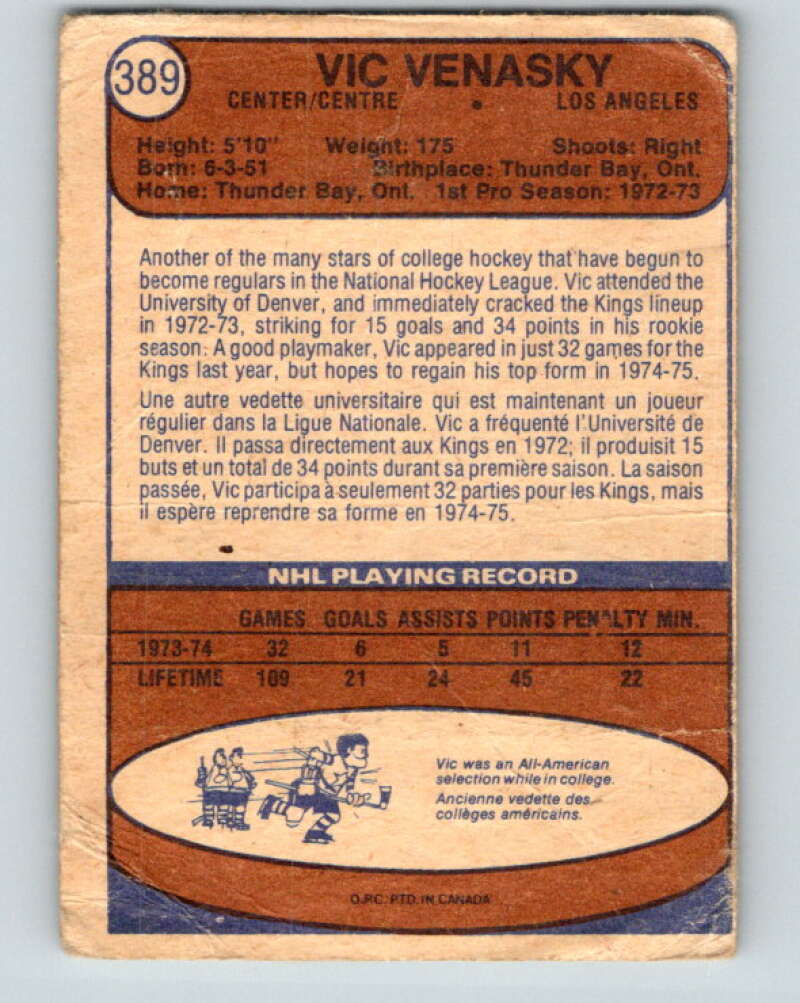 389
VIC VENASKY
CENTER/CENTRE • LOS ANGELES
Height: 5'10" Weight: 175 Shoots: Right
Born: 6-3-51 Birthplace: Thunder Bay, Ont.
Home: Thunder Bay, Ont. 1st Pro Season: 1972-73
Another of the many stars of college hockey that have begun to
become regulars in the National Hockey League. Vic attended the
University of Denver, and immediately cracked the Kings lineup
in 1972-73, striking for 15 goals and 34 points in his rookie
season. A good playmaker, Vic appeared in just 32 games for the
Kings last year, but hopes to regain his top form in 1974-75.
Une autre vedette universitaire qui est maintenant un joueur
régulier dans la Ligue Nationale. Vic a fréquenté l'Université de
Denver. Il passa directement aux Kings en 1972; il produisit 15
buts et un total de 34 points durant sa première saison. La saison
passée, Vic participa à seulement 32 parties pour les Kings, mais
il espère reprendre sa forme en 1974-75.
NHL PLAYING RECORD
GAMES GOALS ASSISTS POINTS PENALTY MIN.
1973-74 32 6 5 11 12
LIFETIME 109 21 24 45 22
Vic was an All-American
selection while in college.
Ancienne vedette des
collèges américains.
O.P.C. PTD. IN CANADA